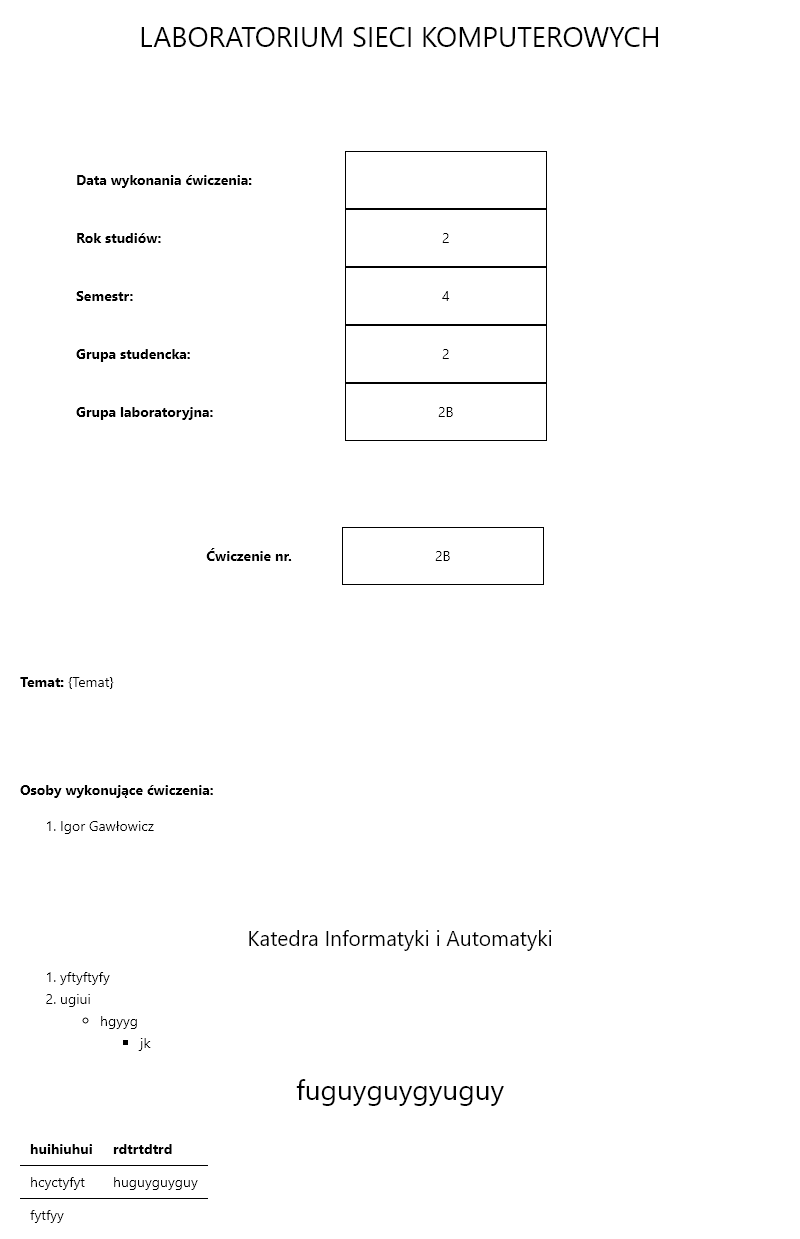 LABORATORIUM SIECI KOMPUTEROWYCH
Data wykonania ćwiczenia:
Rok studiów: 2
Semestr: 4
Grupa studencka: 2
Grupa laboratoryjna: 2B
Ćwiczenie nr. 2B
Temat: {Temat}
Osoby wykonujące ćwiczenia:
1. Igor Gawłowicz
Katedra Informatyki i Automatyki
1. yftyftyfy
2. ugiui
hgyyg
jk
fuguyguygyuguy
huihiuhui rdtrtdtrd
hcyctyfyt huguyguyguy
fytfyy